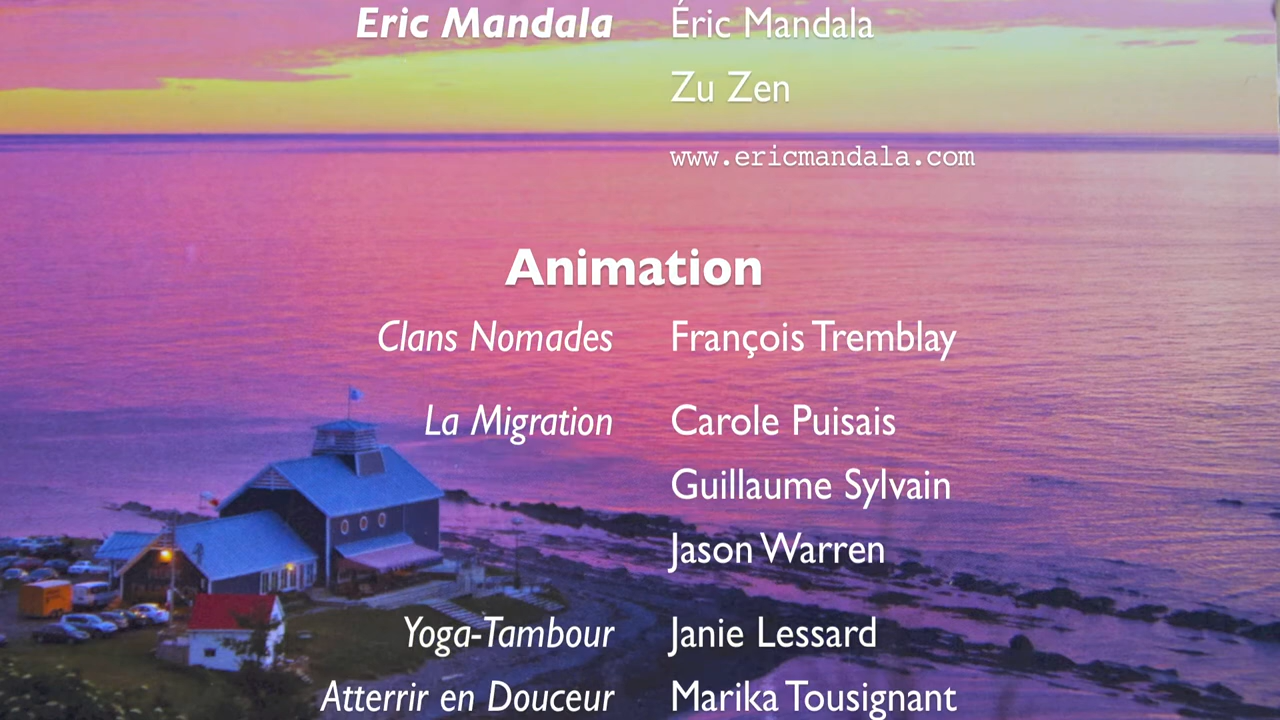 Eric Mandala Éric Mandala
Zu Zen
www.ericmandala.com
Animation
Clans Nomades François Tremblay
La Migration Carole Puisais
Guillaume Sylvain
Jason Warren
Yoga-Tambour Janie Lessard
Atterrir en Douceur Marika Tousignant